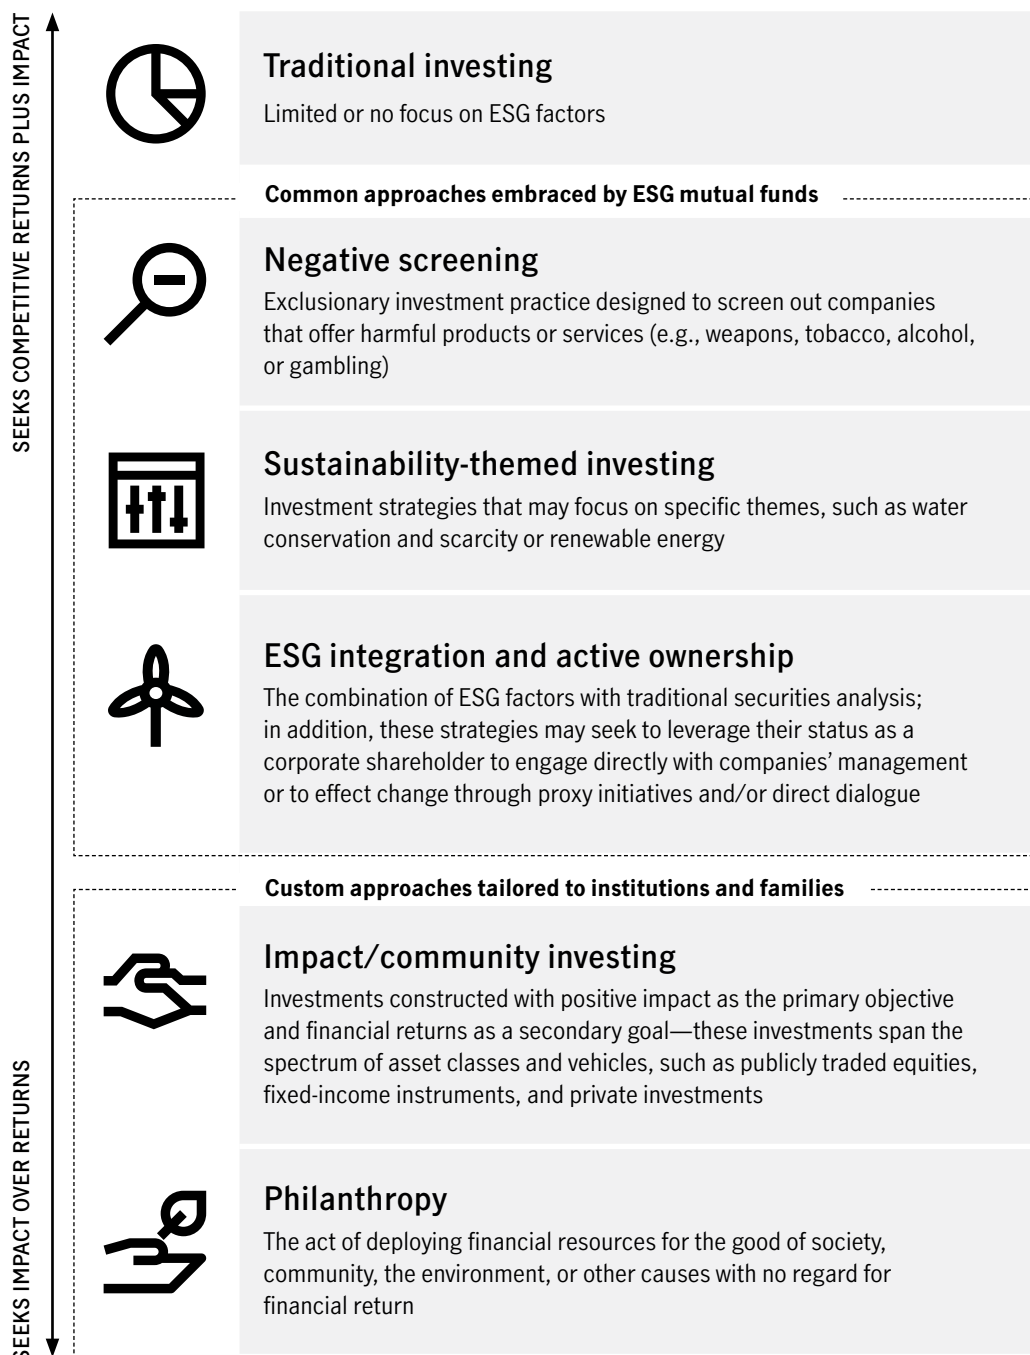 SEEKS COMPETITIVE RETURNS PLUS IMPACT
Traditional investing
Limited or no focus on ESG factors
Common approaches embraced by ESG mutual funds
Negative screening
Exclusionary investment practice designed to screen out companies
that offer harmful products or services (e.g., weapons, tobacco, alcohol,
or gambling)
Sustainability-themed investing
Investment strategies that may focus on specific themes, such as water
conservation and scarcity or renewable energy
ESG integration and active ownership
The combination of ESG factors with traditional securities analysis;
in addition, these strategies may seek to leverage their status as a
corporate shareholder to engage directly with companies’ management
or to effect change through proxy initiatives and/or direct dialogue
Custom approaches tailored to institutions and families
Impact/community investing
Investments constructed with positive impact as the primary objective
and financial returns as a secondary goal—these investments span the
spectrum of asset classes and vehicles, such as publicly traded equities,
fixed-income instruments, and private investments
SEEKS IMPACT OVER RETURNS
Philanthropy
The act of deploying financial resources for the good of society,
community, the environment, or other causes with no regard for
financial return